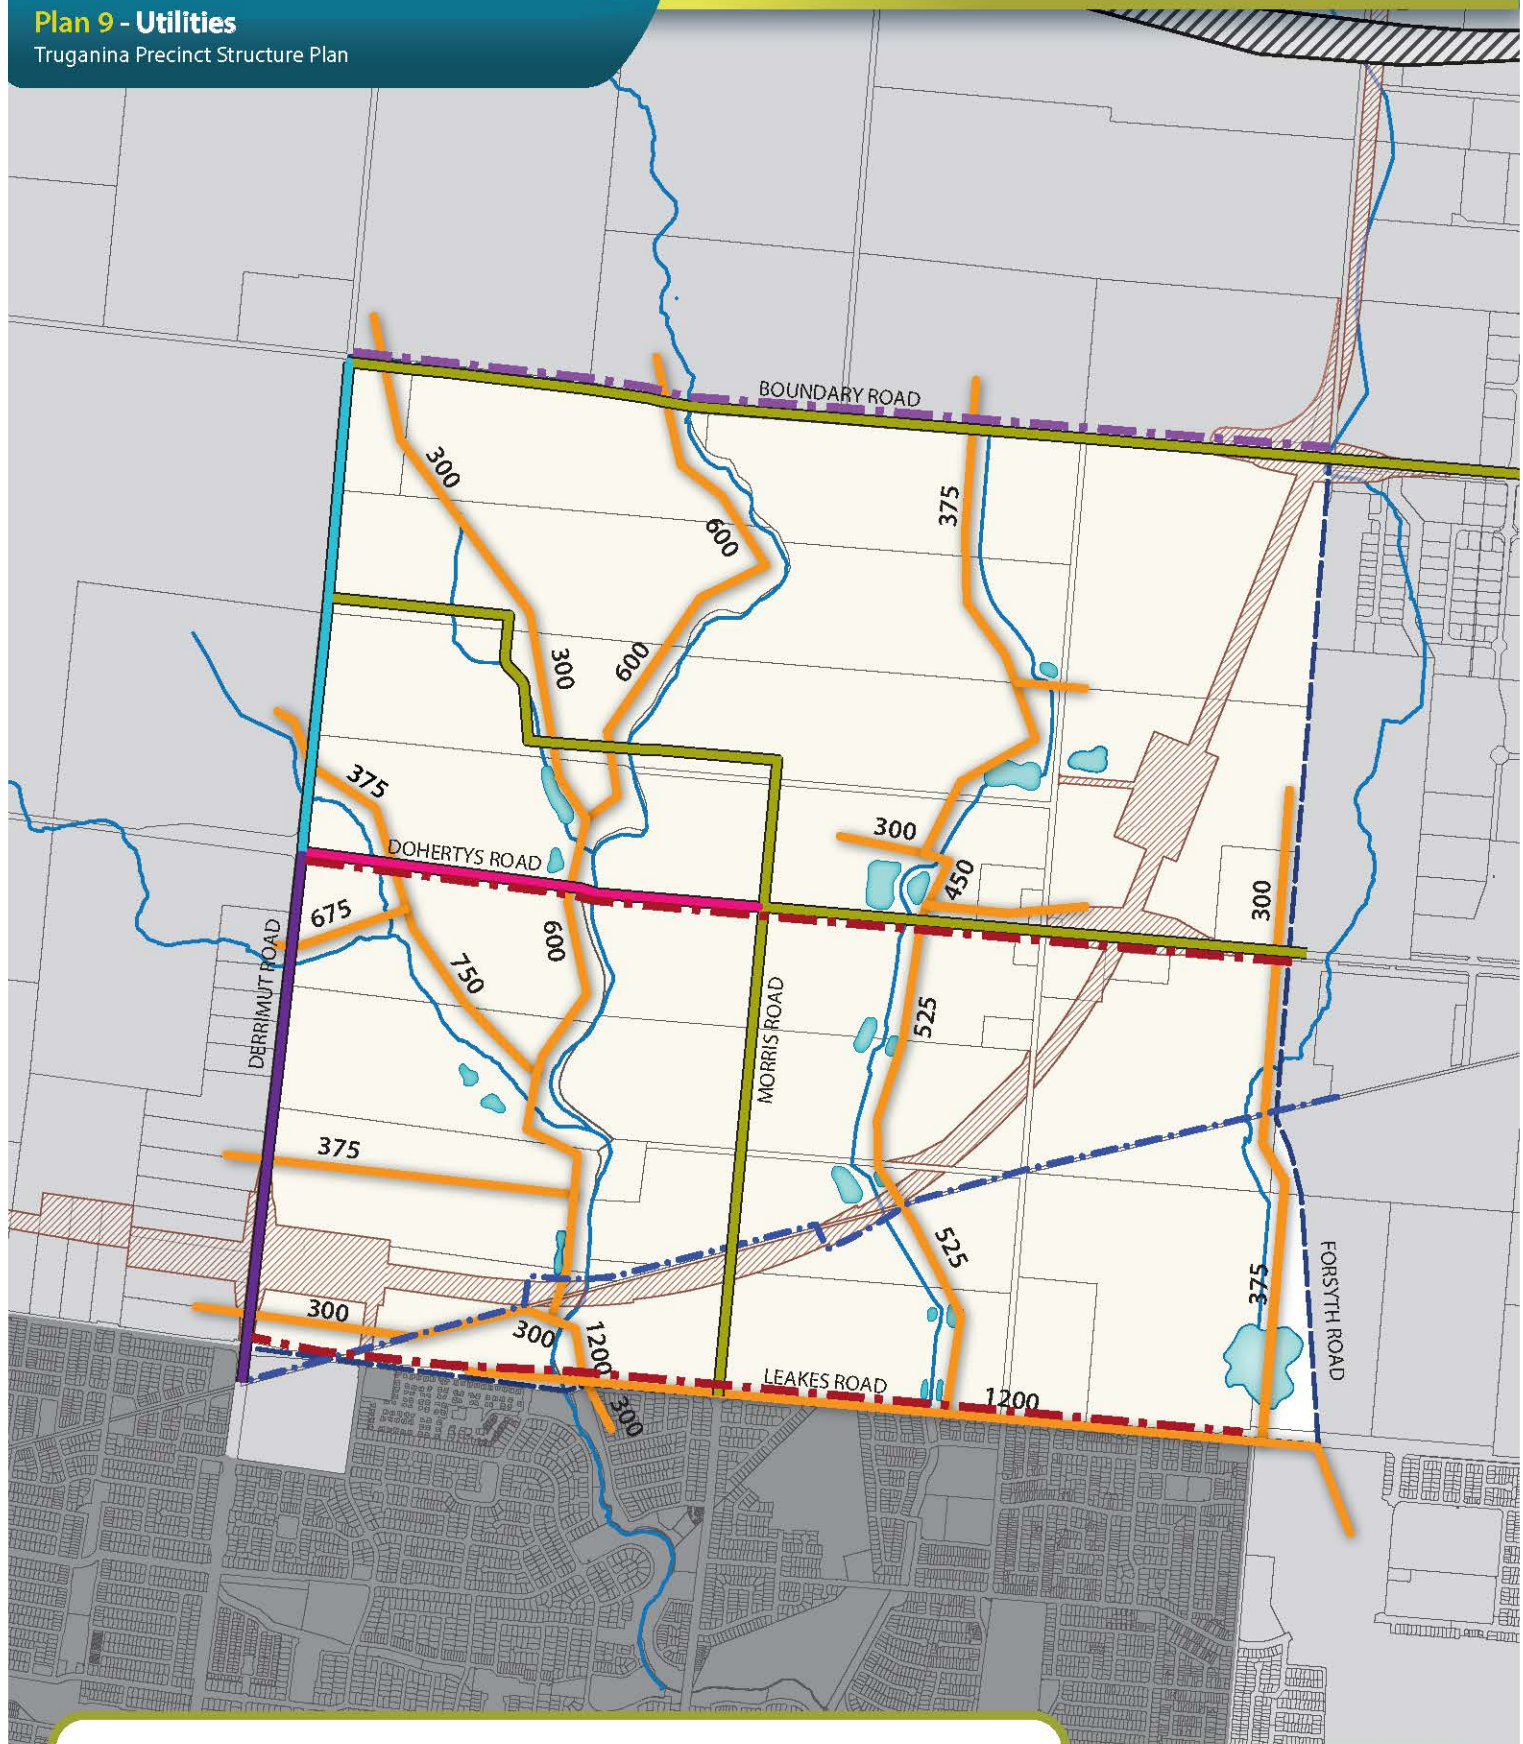 Plan 9 - Utilities
Truganina Precinct Structure Plan
BOUNDARY ROAD
300
600
375
300
600
375
300
DOHERTYS ROAD
450
300
675
600
750
DERRIMUT ROAD
MORRIS ROAD
525
375
525
FORSYTH ROAD
375
300
300
1200
LEAKES ROAD
1200
300